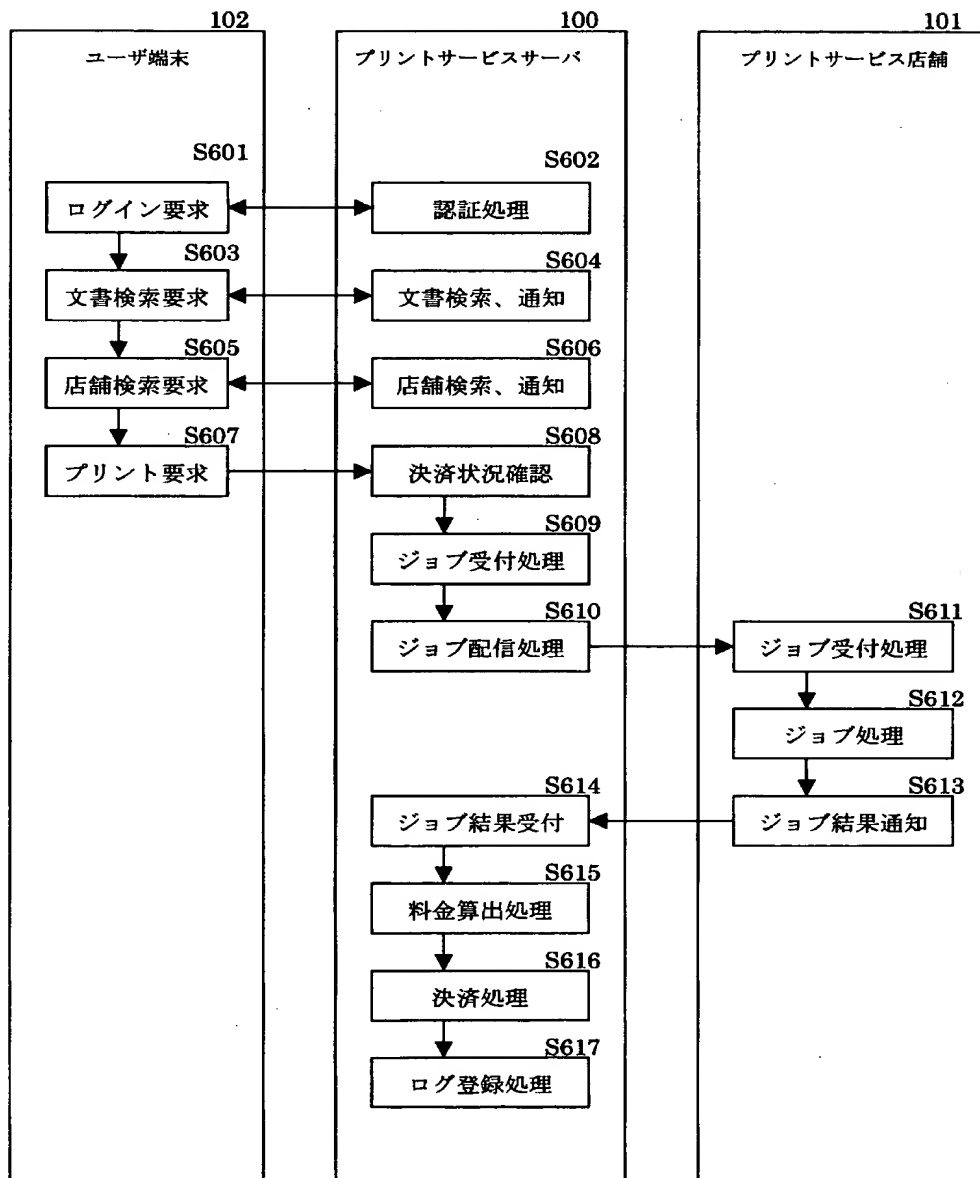 102
100
101
ユーザ端末
プリントサービスサーバ
プリントサービス店舗
S601
S602
ログイン要求
認証処理
S603
S604
文書検索要求
文書検索、通知
S605
S606
店舗検索要求
店舗検索、通知
S607
S608
プリント要求
決済状況確認
S609
ジョブ受付処理
S610
S611
ジョブ配信処理
ジョブ受付処理
S612
ジョブ処理
S614
S613
ジョブ結果受付
ジョブ結果通知
S615
料金算出処理
S616
決済処理
S617
ログ登録処理